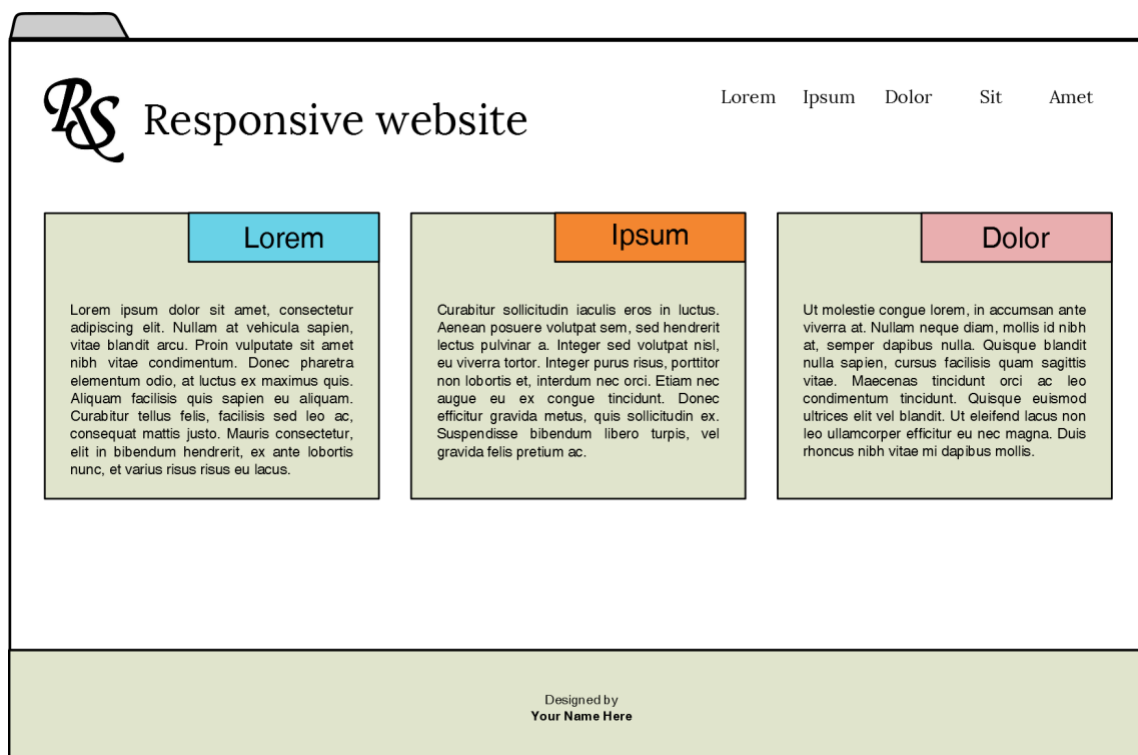 RS
Responsive website
Lorem Ipsum Dolor Sit Amet
Lorem
Lorem ipsum dolor sit amet, consectetur
adipiscing elit. Nullam at vehicula sapien,
vitae blandit arcu. Proin vulputate sit amet
nibh vitae condimentum. Donec pharetra
elementum odio, at luctus ex maximus quis.
Aliquam facilisis quis sapien eu aliquam.
Curabitur tellus felis, facilisis sed leo ac,
consequat mattis justo. Mauris consectetur,
elit in bibendum hendrerit, ex ante lobortis
nunc, et varius risus risus eu lacus.
Ipsum
Curabitur sollicitudin iaculis eros in luctus.
Aenean posuere volutpat sem, sed hendrerit
lectus pulvinar a. Integer sed volutpat nisl,
eu viverra tortor. Integer purus risus, porttitor
non lobortis et, interdum nec orci. Etiam nec
augue eu ex congue tincidunt. Donec
efficitur gravida metus, quis sollicitudin ex.
Suspendisse bibendum libero turpis, vel
gravida felis pretium ac.
Dolor
Ut molestie congue lorem, in accumsan ante
viverra at. Nullam neque diam, mollis id nibh
at, semper dapibus nulla. Quisque blandit
nulla sapien, cursus facilisis quam sagittis
vitae. Maecenas tincidunt orci ac leo
condimentum tincidunt. Quisque euismod
ultrices elit vel blandit. Ut eleifend lacus non
leo ullamcorper efficitur eu nec magna. Duis
rhoncus nibh vitae mi dapibus mollis.
Designed by
Your Name Here